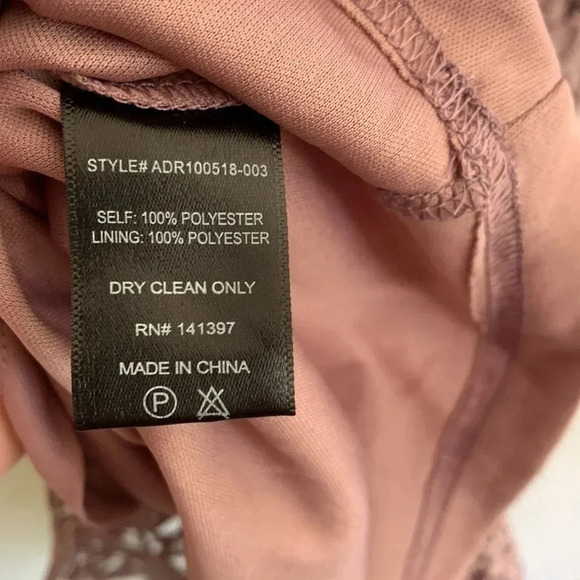 STYLE# ADR100518-003
SELF: 100% POLYESTER
LINING: 100% POLYESTER
DRY CLEAN ONLY
RN# 141397
MADE IN CHINA
P